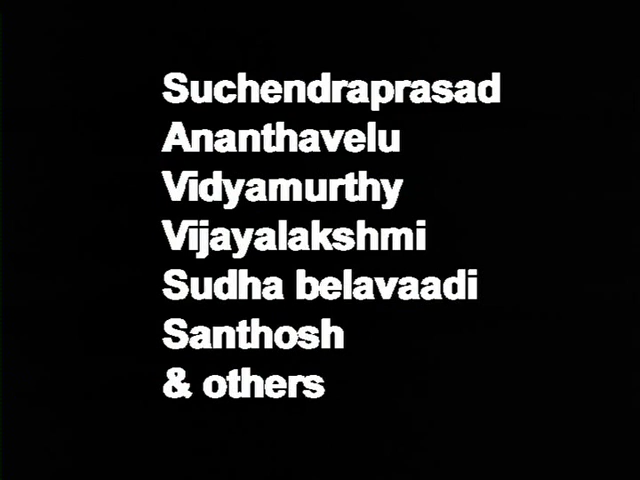 Suchendraprasad
Ananthavelu
Vidyamurthy
Vijayalakshmi
Sudha belavaadi
Santhosh
& others